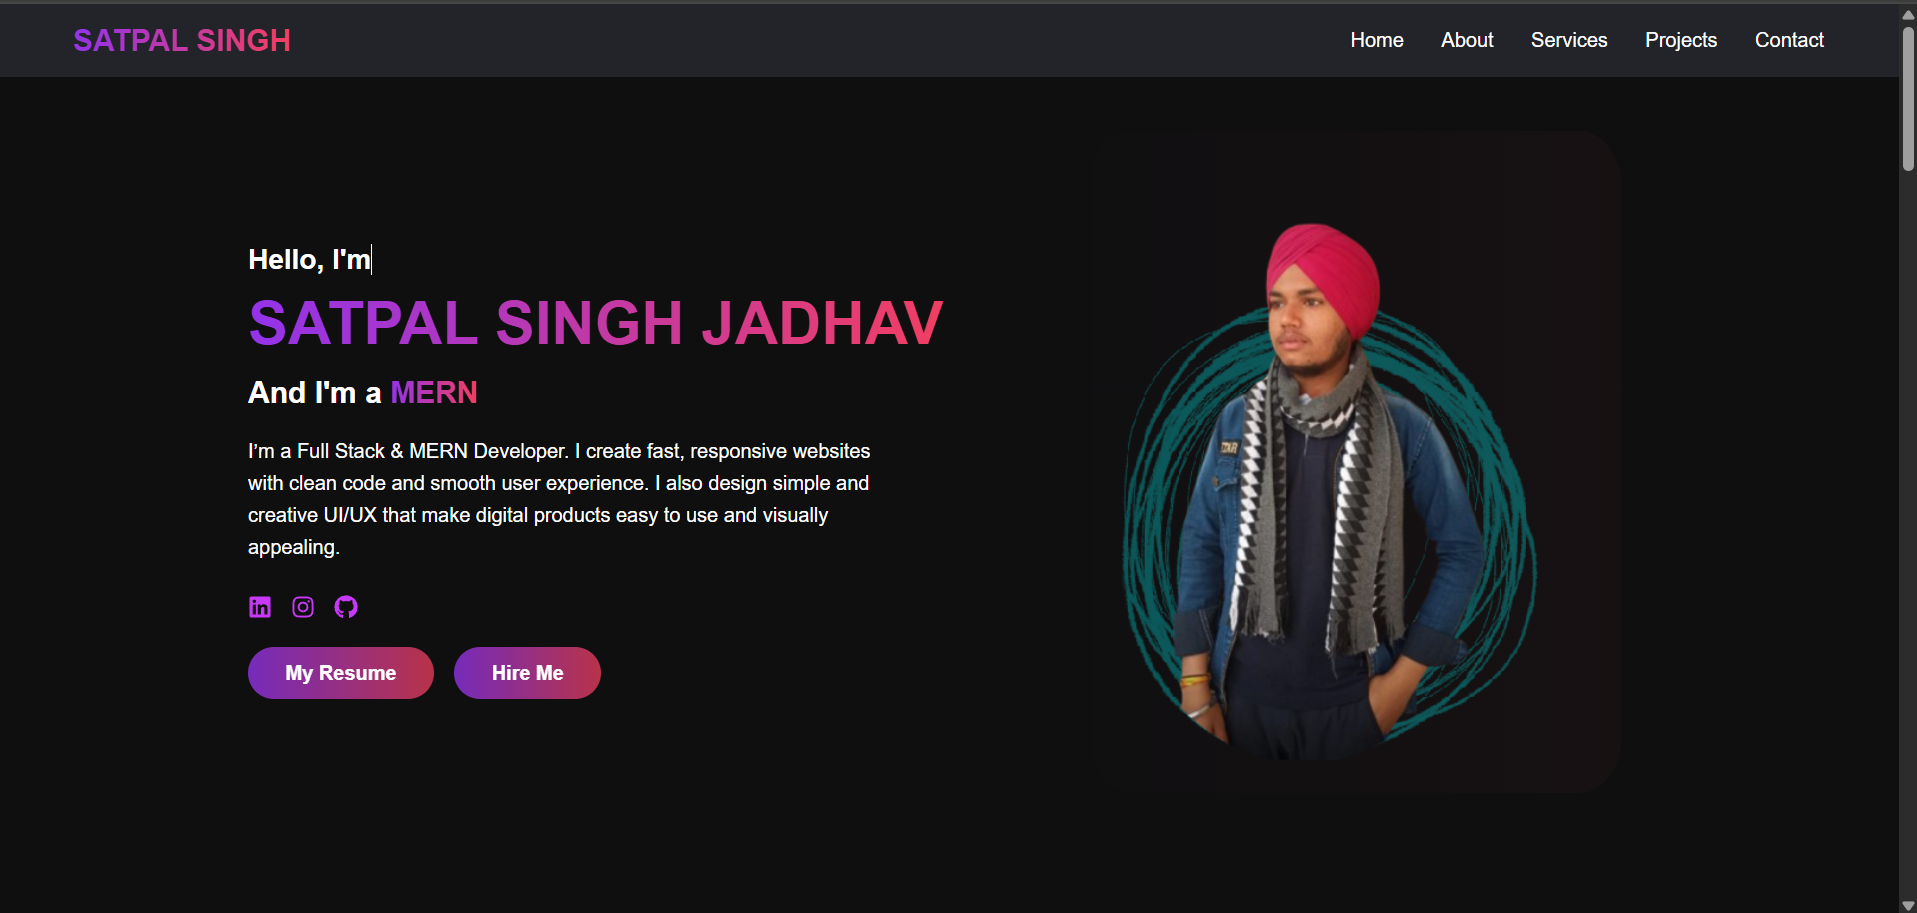 SATPAL SINGH
Home About Services Projects Contact
Hello, I'm
SATPAL SINGH JADHAV
And I'm a MERN
I’m a Full Stack & MERN Developer. I create fast, responsive websites
with clean code and smooth user experience. I also design simple and
creative UI/UX that make digital products easy to use and visually
appealing.
in
My Resume Hire Me